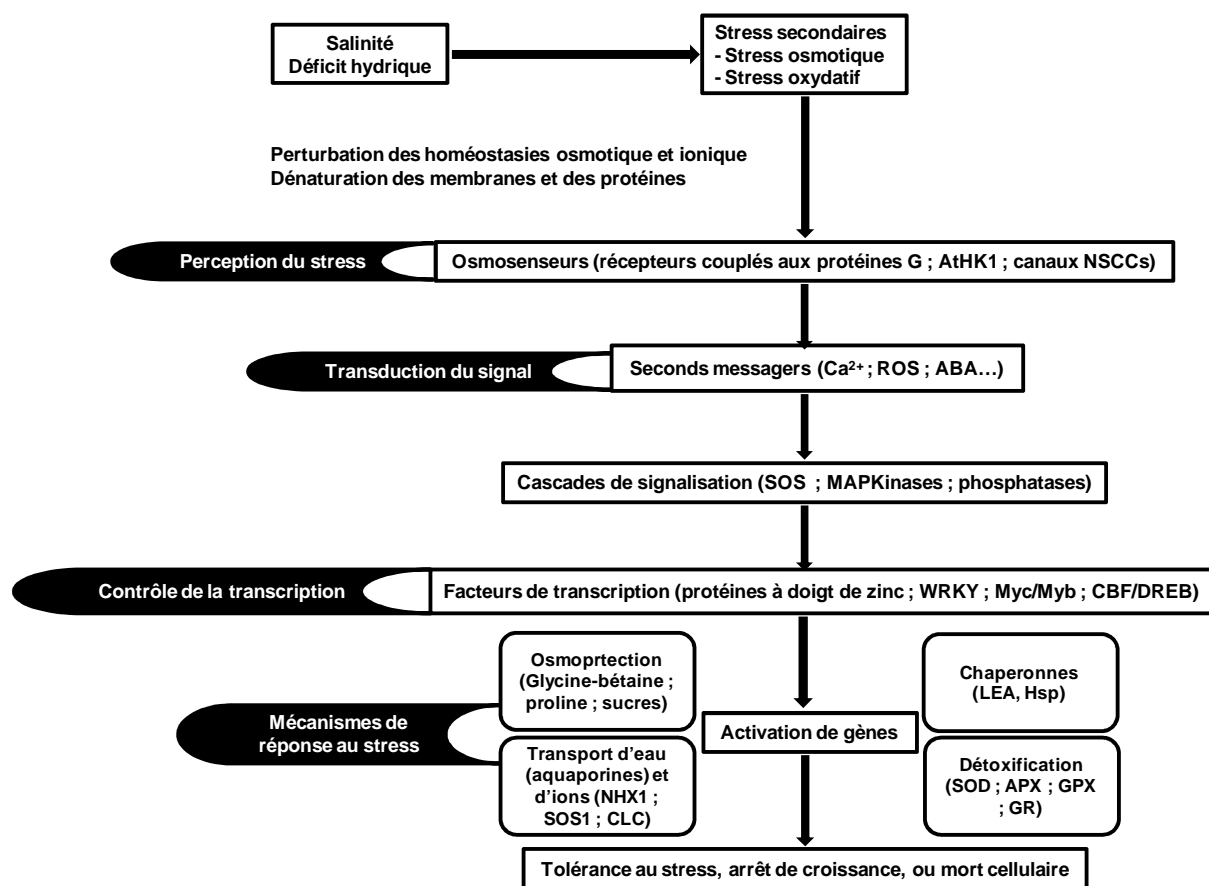 Salinité
Déficit hydrique
Stress secondaires
- Stress osmotique
- Stress oxydatif
Perturbation des homéostasies osmotique et ionique
Dénaturation des membranes et des protéines
Perception du stress
Osmosenseurs (récepteurs couplés aux protéines G ; AtHK1 ; canaux NSCCs)
Transduction du signal
Seconds messagers (Ca²⁺ ; ROS ; ABA…)
Cascades de signalisation (SOS ; MAPKinases ; phosphatases)
Contrôle de la transcription
Facteurs de transcription (protéines à doigt de zinc ; WRKY ; Myc/Myb ; CBF/DREB)
Mécanismes de
réponse au stress
Osmoprtection
(Glycine-bétaine ;
proline ; sucres)
Transport d’eau
(aquaporines) et
d’ions (NHX1 ;
SOS1 ; CLC)
Activation de gènes
Chaperonnes
(LEA, Hsp)
Détoxification
(SOD ; APX ; GPX
; GR)
Tolérance au stress, arrêt de croissance, ou mort cellulaire